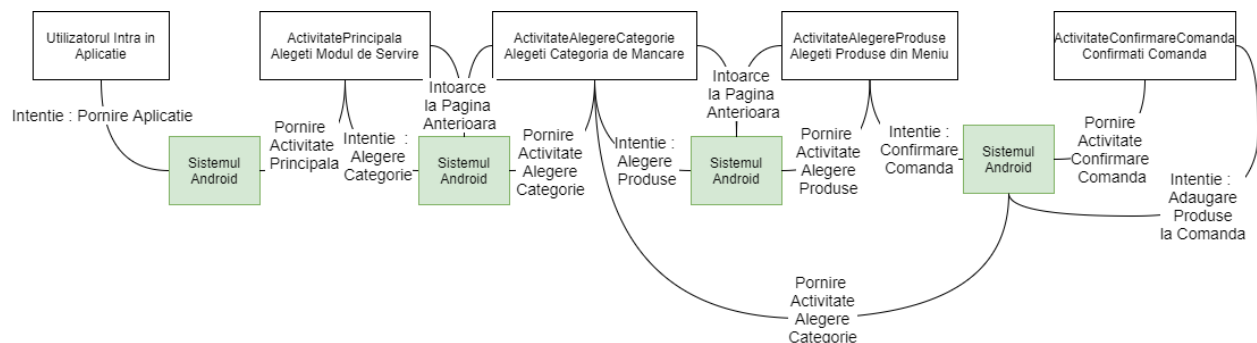 Utilizatorul Intra in
Aplicatie
ActivitatePrincipala
Alegeti Modul de Servire
ActivitateAlegereCategorie
Alegeti Categoria de Mancare
ActivitateAlegereProduse
Alegeti Produse din Meniu
ActivitateConfirmareComanda
Confirmati Comanda
Intentie : Pornire Aplicatie
Sistemul
Android
Pornire
Activitate
Principala
Intentie :
Alegere
Categorie
Intoarce
la Pagina
Anterioara
Sistemul
Android
Pornire
Activitate
Alegere
Categorie
Intentie :
Alegere
Produse
Intoarce
la Pagina
Anterioara
Sistemul
Android
Pornire
Activitate
Alegere
Produse
Intentie :
Confirmare
Comanda
Sistemul
Android
Pornire
Activitate
Confirmare
Comanda
Intentie :
Adaugare
Produse
la Comanda
Pornire
Activitate
Alegere
Categorie